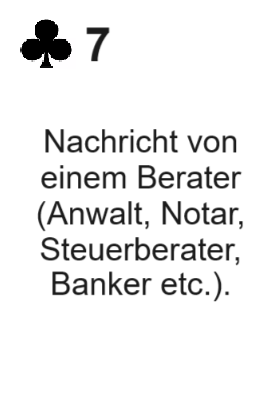 ♣ 7
Nachricht von
einem Berater
(Anwalt, Notar,
Steuerberater,
Banker etc.).